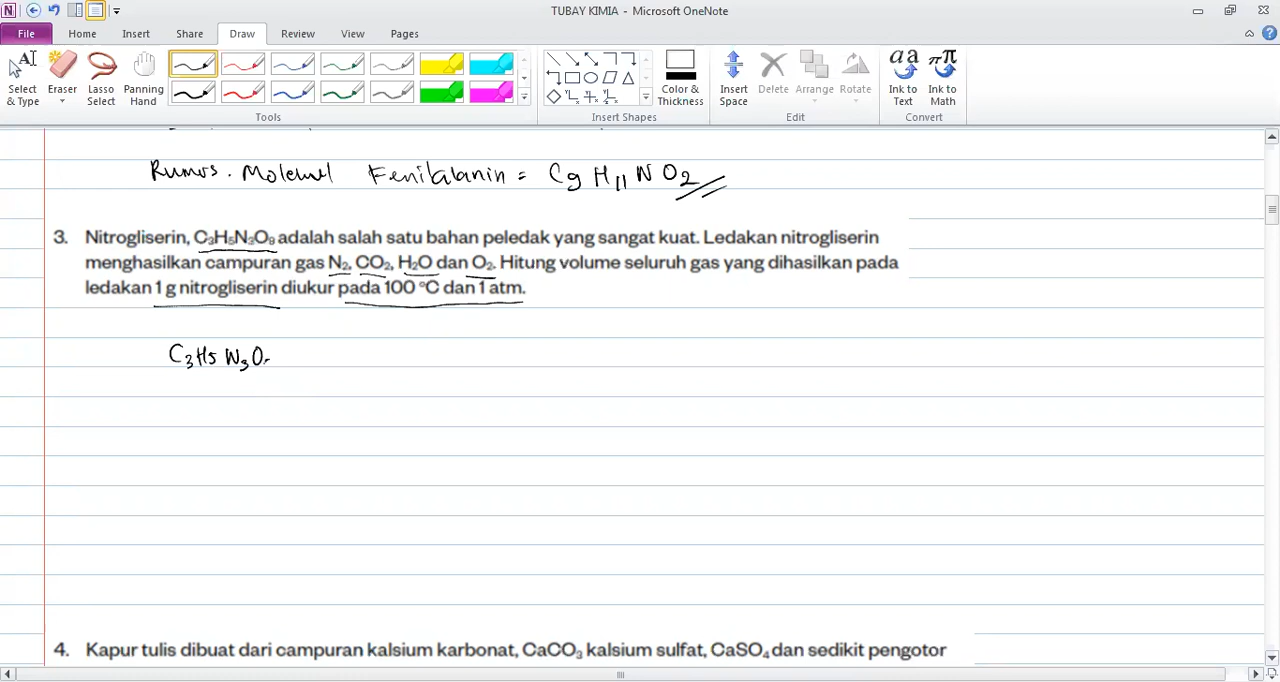 TUBAY KIMIA - Microsoft OneNote
File Home Insert Share Draw Review View Pages
Select & Type
Eraser
Lasso Select
Panning Hand
Color & Thickness
Insert Space
Delete
Arrange
Rotate
Ink to Text
Ink to Math
Tools
Insert Shapes
Edit
Convert
Rumus. Molekul Fenilalanin = C9 H11 N O2
3. Nitrogliserin, C₃H₅N₃O₉ adalah salah satu bahan peledak yang sangat kuat. Ledakan nitrogliserin
menghasilkan campuran gas N₂, CO₂, H₂O dan O₂. Hitung volume seluruh gas yang dihasilkan pada
ledakan 1 g nitrogliserin diukur pada 100 °C dan 1 atm.
C₃H₅ N₃O
4. Kapur tulis dibuat dari campuran kalsium karbonat, CaCO₃ kalsium sulfat, CaSO₄ dan sedikit pengotor